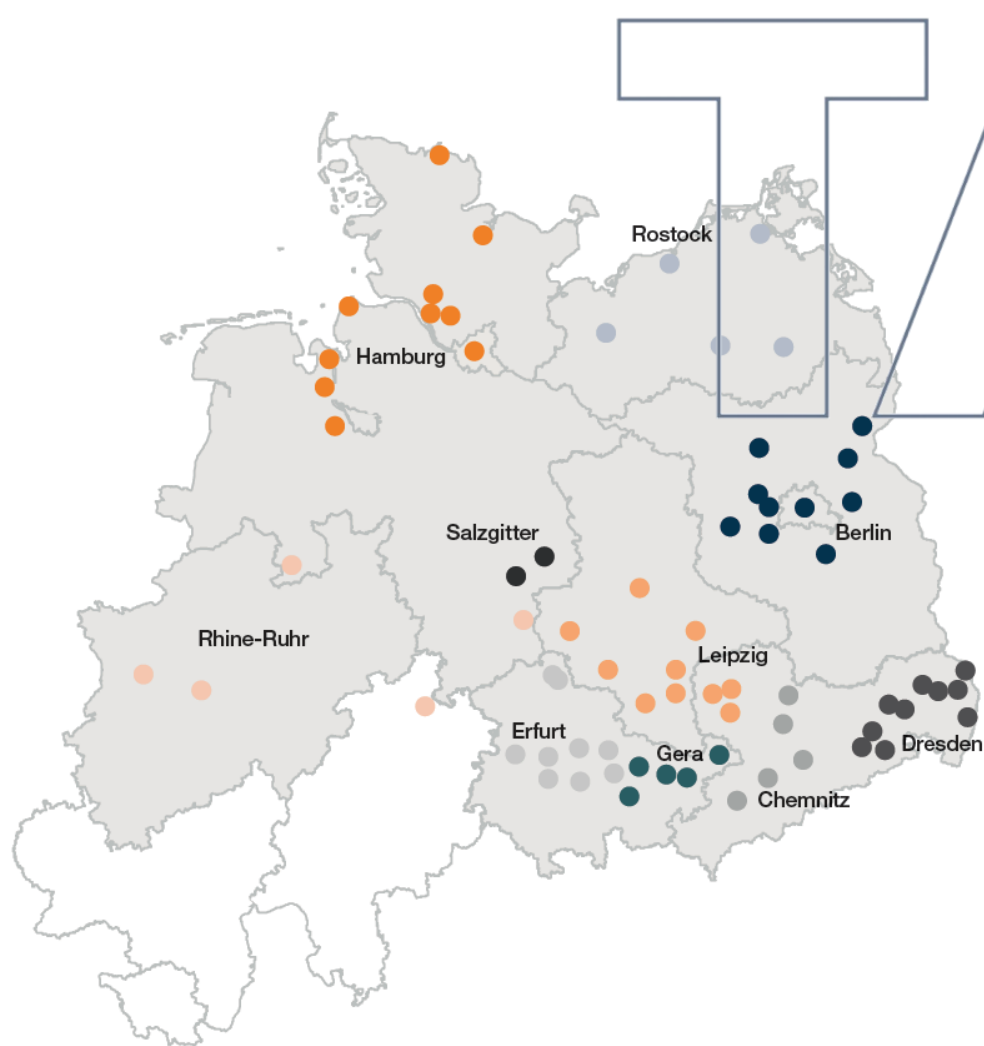 T
Rostock
Hamburg
Salzgitter
Berlin
Rhine-Ruhr
Leipzig
Erfurt
Gera
Dresden
Chemnitz